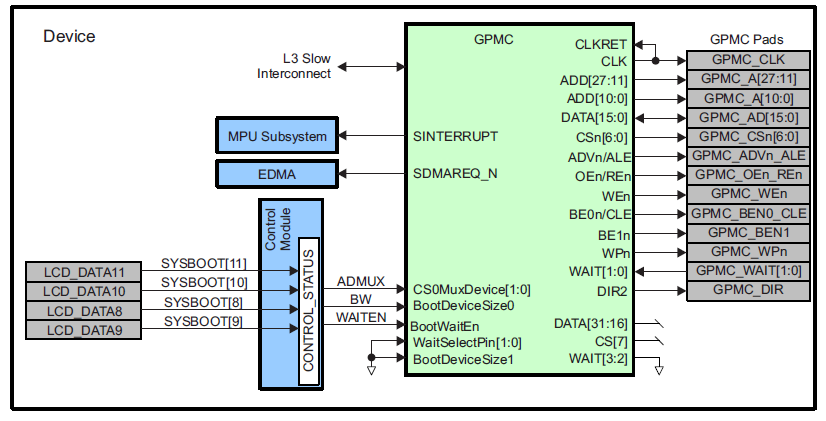 Device
L3 Slow
Interconnect
MPU Subsystem
EDMA
Control
Module
CONTROL_STATUS
LCD_DATA11
LCD_DATA10
LCD_DATA8
LCD_DATA9
SYSBOOT[11]
SYSBOOT[10]
SYSBOOT[8]
SYSBOOT[9]
ADMUX
BW
WAITEN
GPMC
SINTERRUPT
SDMAREQ_N
CS0MuxDevice[1:0]
BootDeviceSize0
BootWaitEn
WaitSelectPin[1:0]
BootDeviceSize1
CLKRET
CLK
ADD[27:11]
ADD[10:0]
DATA[15:0]
CSn[6:0]
ADVn/ALE
OEn/REn
WEn
BE0n/CLE
BE1n
WPn
WAIT[1:0]
DIR2
DATA[31:16]
CS[7]
WAIT[3:2]
GPMC Pads
GPMC_CLK
GPMC_A[27:11]
GPMC_A[10:0]
GPMC_AD[15:0]
GPMC_CSn[6:0]
GPMC_ADVn_ALE
GPMC_OEn_REn
GPMC_WEn
GPMC_BEN0_CLE
GPMC_BEN1
GPMC_WPn
GPMC_WAIT[1:0]
GPMC_DIR